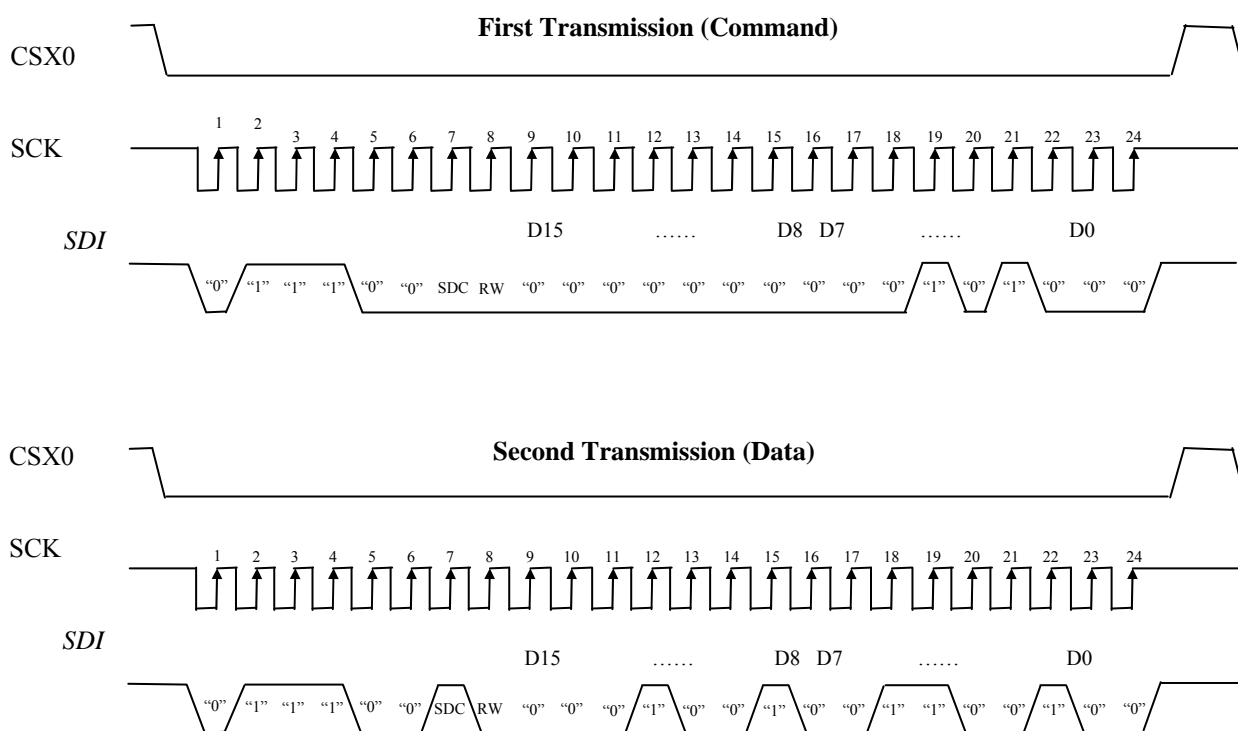 First Transmission (Command)
CSX0
SCK
1 2 3 4 5 6 7 8 9 10 11 12 13 14 15 16 17 18 19 20 21 22 23 24
SDI
D15 …… D8 D7 …… D0
“0” “1” “1” “1” “0” “0” SDC RW “0” “0” “0” “0” “0” “0” “0” “0” “0” “0” “1” “0” “1” “0” “0” “0”
Second Transmission (Data)
CSX0
SCK
1 2 3 4 5 6 7 8 9 10 11 12 13 14 15 16 17 18 19 20 21 22 23 24
SDI
D15 …… D8 D7 …… D0
“0” “1” “1” “1” “0” “0” SDC RW “0” “0” “0” “1” “0” “0” “1” “0” “0” “1” “1” “0” “0” “1” “0” “0”